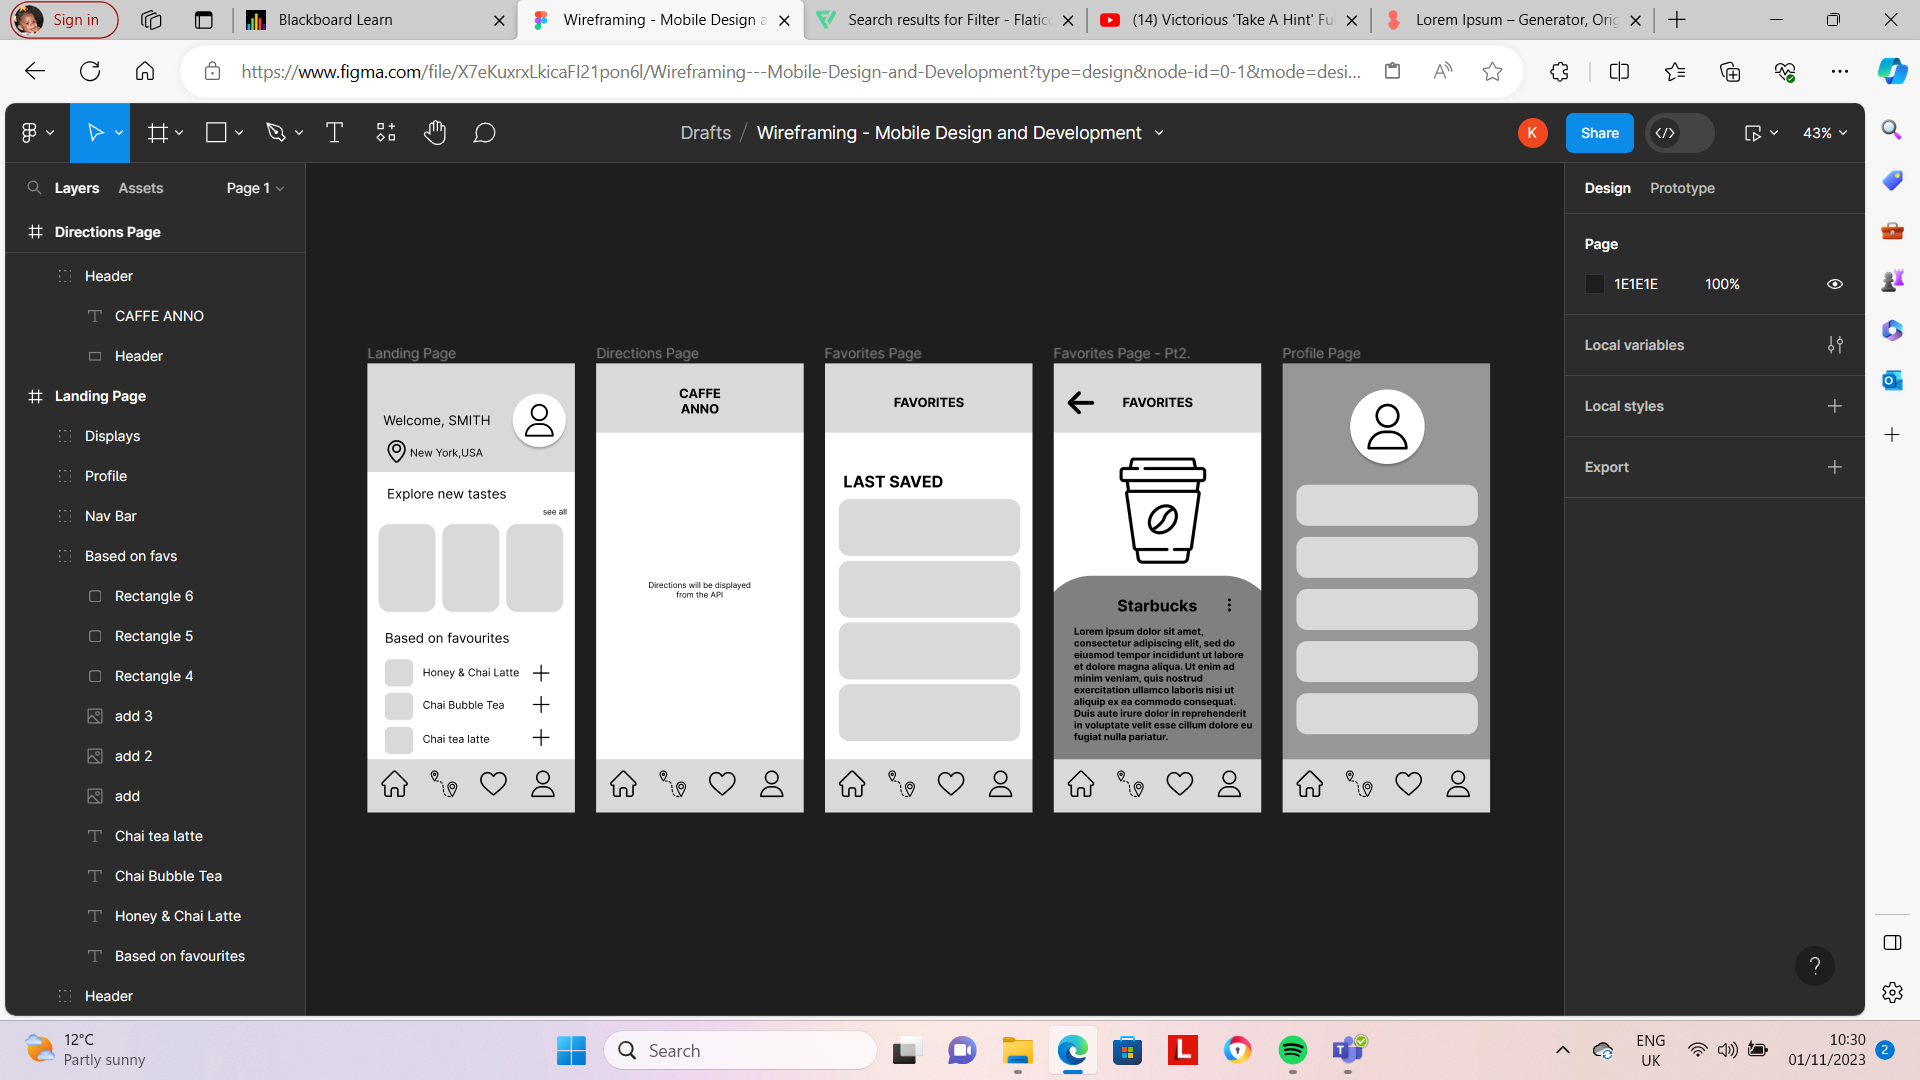 Sign in
Blackboard Learn
Wireframing - Mobile Design a
Search results for Filter - Flatic
(14) Victorious 'Take A Hint' Fu
Lorem Ipsum – Generator, Orig
https://www.figma.com/file/X7eKuxrxLkicaFI21pon6l/Wireframing---Mobile-Design-and-Development?type=design&node-id=0-1&mode=desi...
Drafts / Wireframing - Mobile Design and Development
K
Share
43%
Layers
Assets
Page 1
Directions Page
Header
CAFFE ANNO
Header
Landing Page
Displays
Profile
Nav Bar
Based on favs
Rectangle 6
Rectangle 5
Rectangle 4
add 3
add 2
add
Chai tea latte
Chai Bubble Tea
Honey & Chai Latte
Based on favourites
Header
Landing Page
Welcome, SMITH
New York,USA
Explore new tastes
see all
Based on favourites
Honey & Chai Latte
Chai Bubble Tea
Chai tea latte
Directions Page
CAFFE
ANNO
Directions will be displayed
from the API
Favorites Page
FAVORITES
LAST SAVED
Favorites Page - Pt2.
FAVORITES
Starbucks
Lorem ipsum dolor sit amet,
consectetur adipiscing elit, sed do
eiusmod tempor incididunt ut labore
et dolore magna aliqua. Ut enim ad
minim veniam, quis nostrud
exercitation ullamco laboris nisi ut
aliquip ex ea commodo consequat.
Duis aute irure dolor in reprehenderit
in voluptate velit esse cillum dolore eu
fugiat nulla pariatur.
Profile Page
Design
Prototype
Page
1E1E1E
100%
Local variables
Local styles
Export
?
12°C
Partly sunny
Search
ENG
UK
10:30
01/11/2023
2